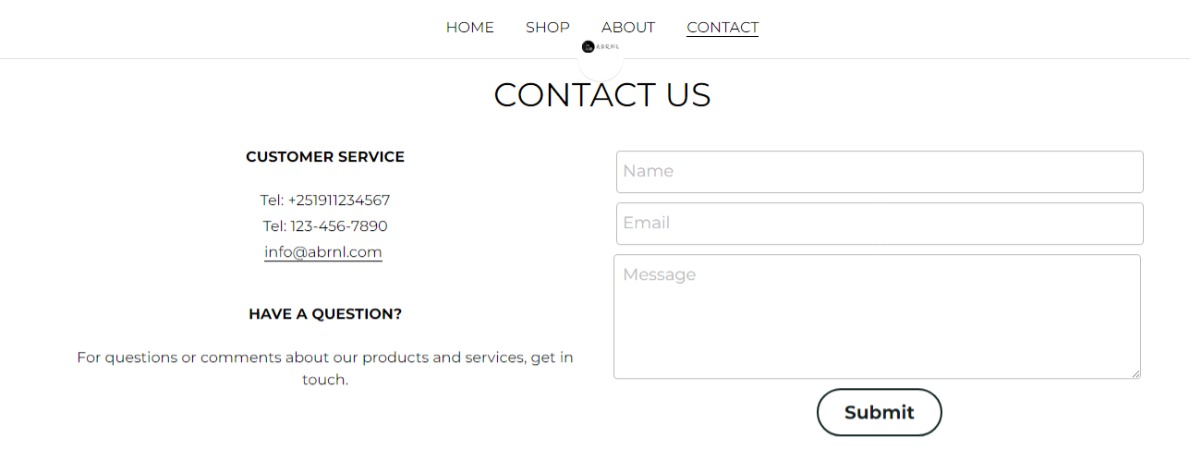 HOME SHOP ABOUT CONTACT
ABRNL
CONTACT US
CUSTOMER SERVICE
Tel: +251911234567
Tel: 123-456-7890
info@abrnl.com
HAVE A QUESTION?
For questions or comments about our products and services, get in
touch.
Name
Email
Message
Submit